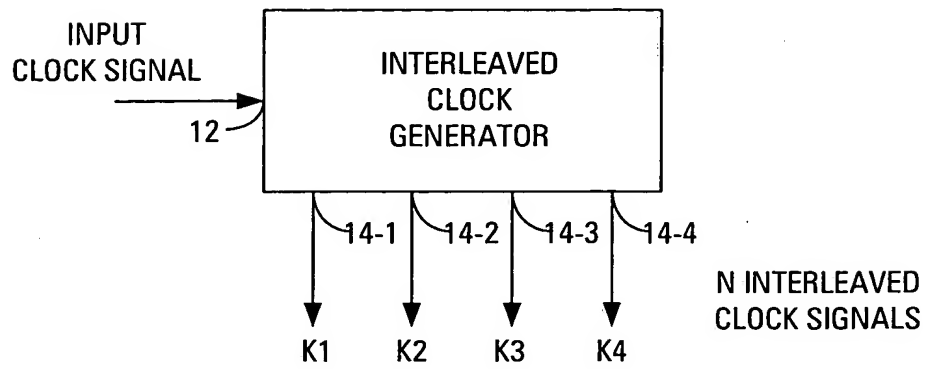 INPUT
CLOCK SIGNAL
INTERLEAVED
CLOCK
GENERATOR
12
14-1 14-2 14-3 14-4
N INTERLEAVED
CLOCK SIGNALS
K1 K2 K3 K4